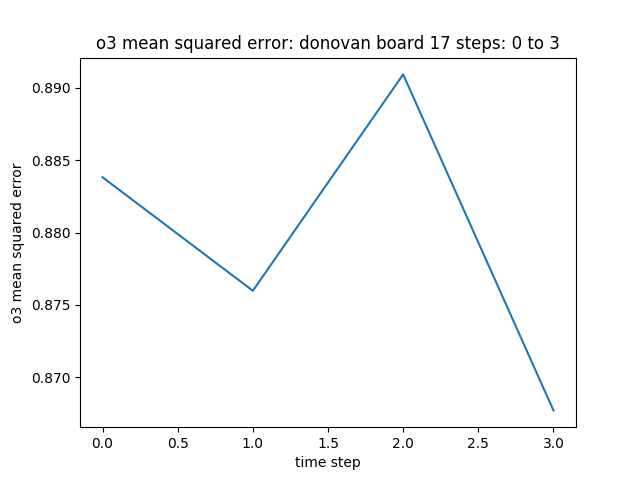 o3 mean squared error: donovan board 17 steps: 0 to 3
0.890
0.885
0.880
0.875
0.870
o3 mean squared error
0.0 0.5 1.0 1.5 2.0 2.5 3.0
time step